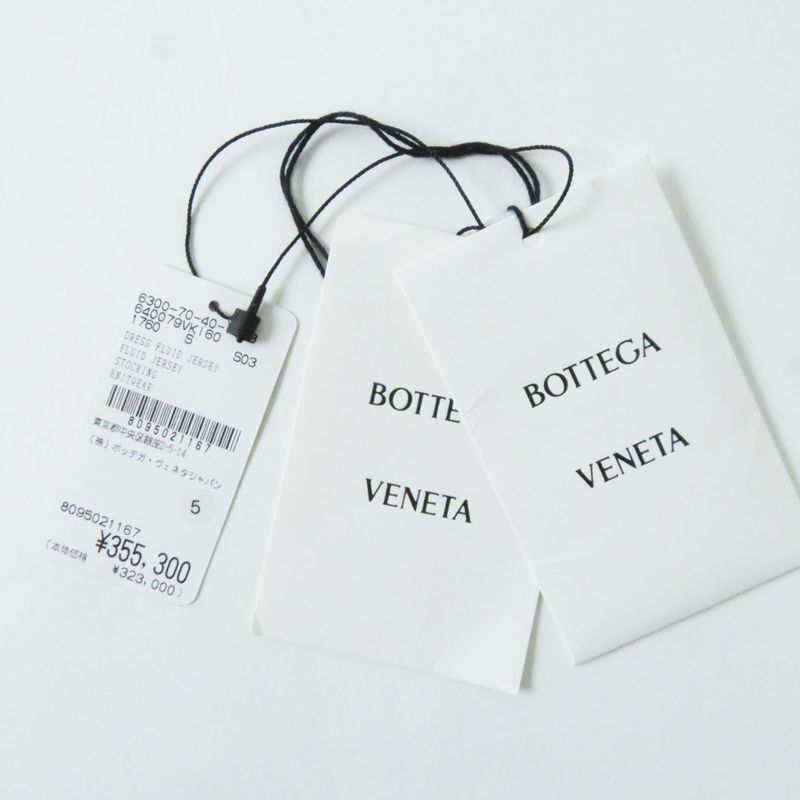 6300-70-40-
640079VKI60
1760 S S03
DRESS FLUID JERSEY
FLUID JERSEY
STOCKING
KNITWEAR
8095021167
東京都中央区銀座2-6-14
(株)ボッテガ・ヴェネタジャパン
5
8095021167
¥355,300
(本体価格
¥323,000)
BOTTE
VENETA
BOTTEGA
VENETA